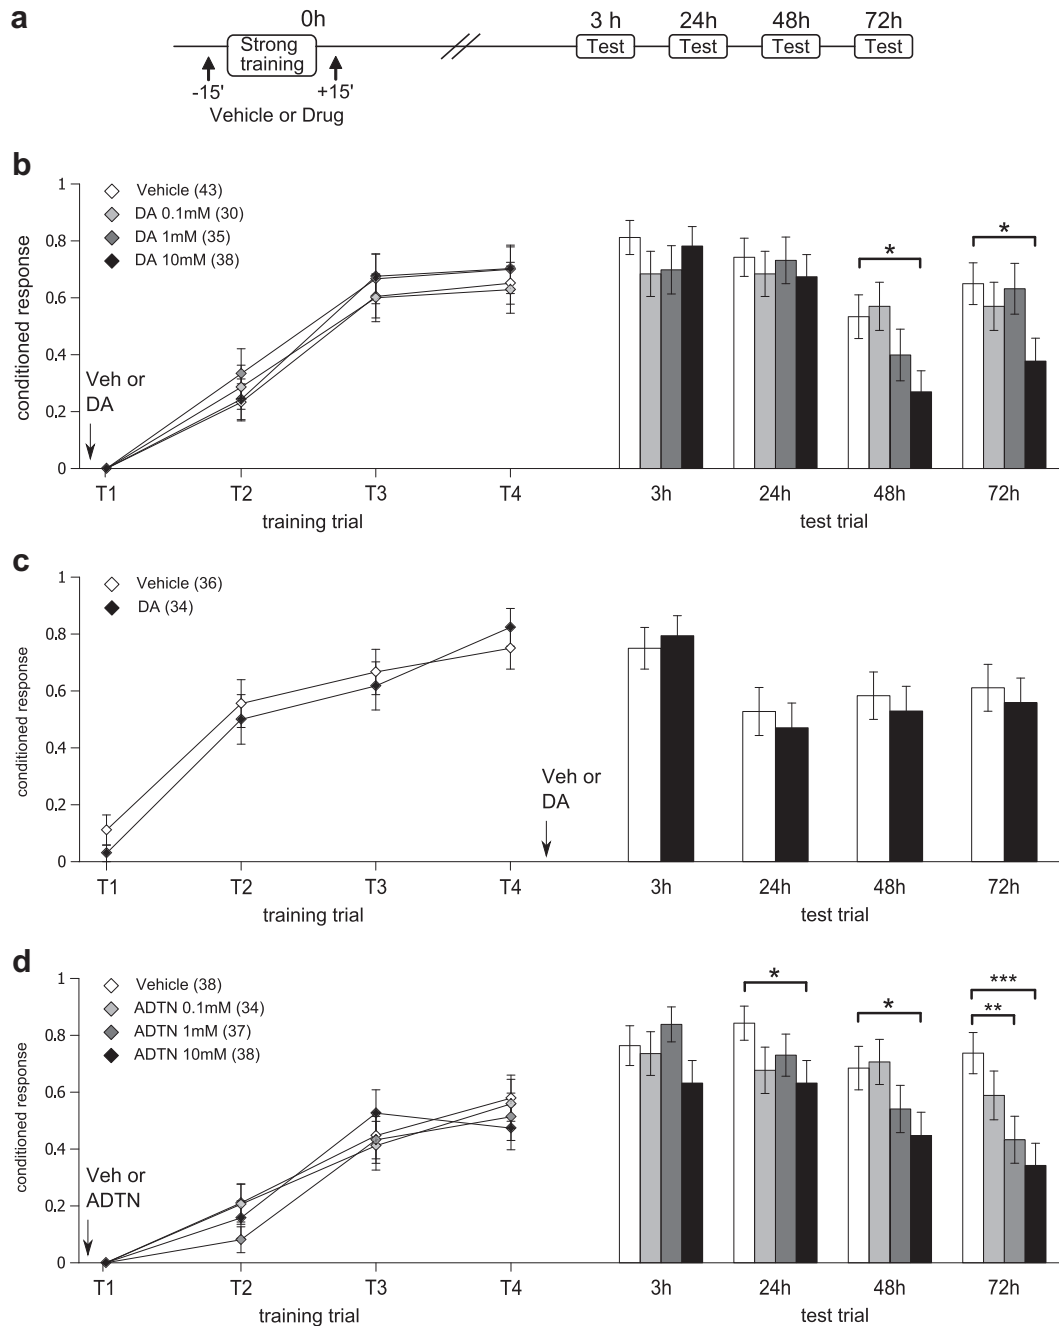 a
0h
3 h 24h 48h 72h
Strong
training
Test Test Test Test
-15' +15'
Vehicle or Drug
b
conditioned response
1
0.8
0.6
0.4
0.2
0
Vehicle (43)
DA 0.1mM (30)
DA 1mM (35)
DA 10mM (38)
Veh or
DA
* *
T1 T2 T3 T4 3h 24h 48h 72h
training trial test trial
c
conditioned response
1
0.8
0.6
0.4
0.2
0
Vehicle (36)
DA (34)
Veh or
DA
T1 T2 T3 T4 3h 24h 48h 72h
training trial test trial
d
conditioned response
1
0.8
0.6
0.4
0.2
0
Vehicle (38)
ADTN 0.1mM (34)
ADTN 1mM (37)
ADTN 10mM (38)
Veh or
ADTN
* * *** **
T1 T2 T3 T4 3h 24h 48h 72h
training trial test trial